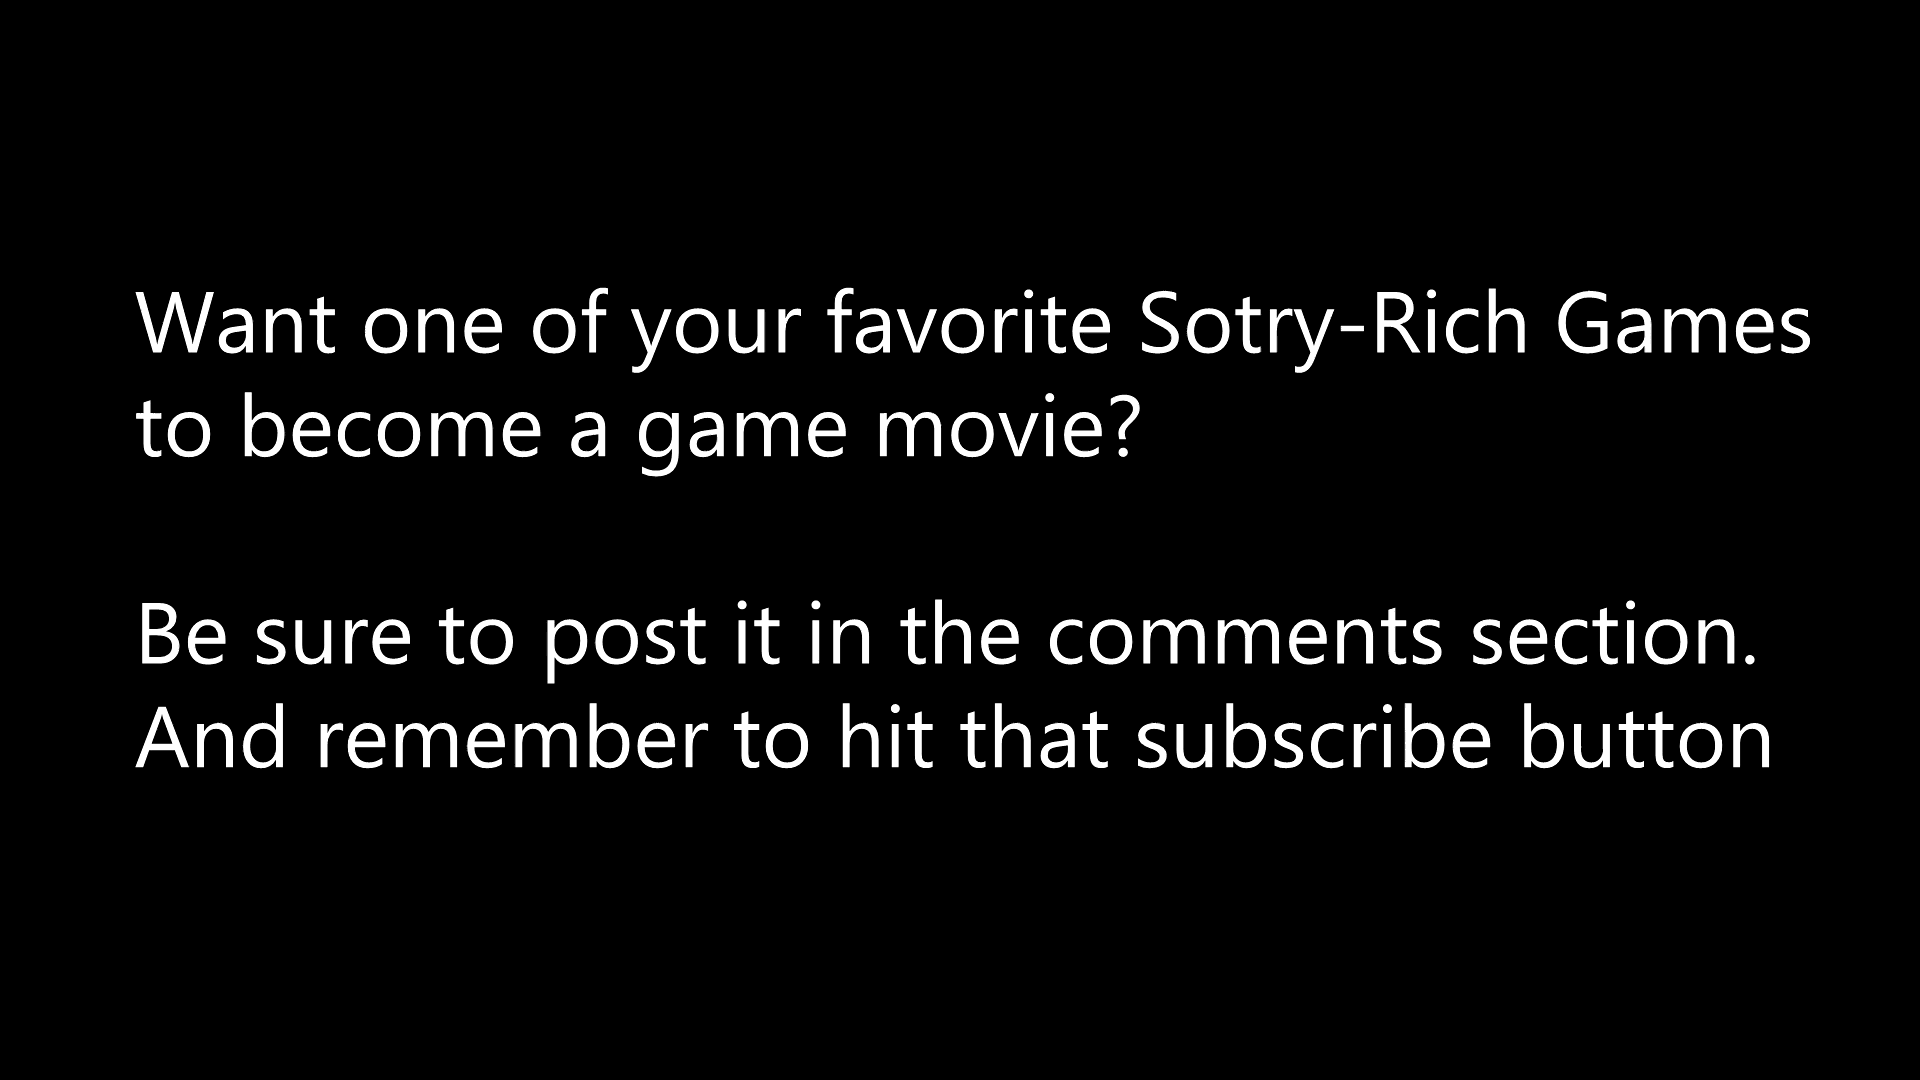 Want one of your favorite Sotry-Rich Games
to become a game movie?
Be sure to post it in the comments section.
And remember to hit that subscribe button